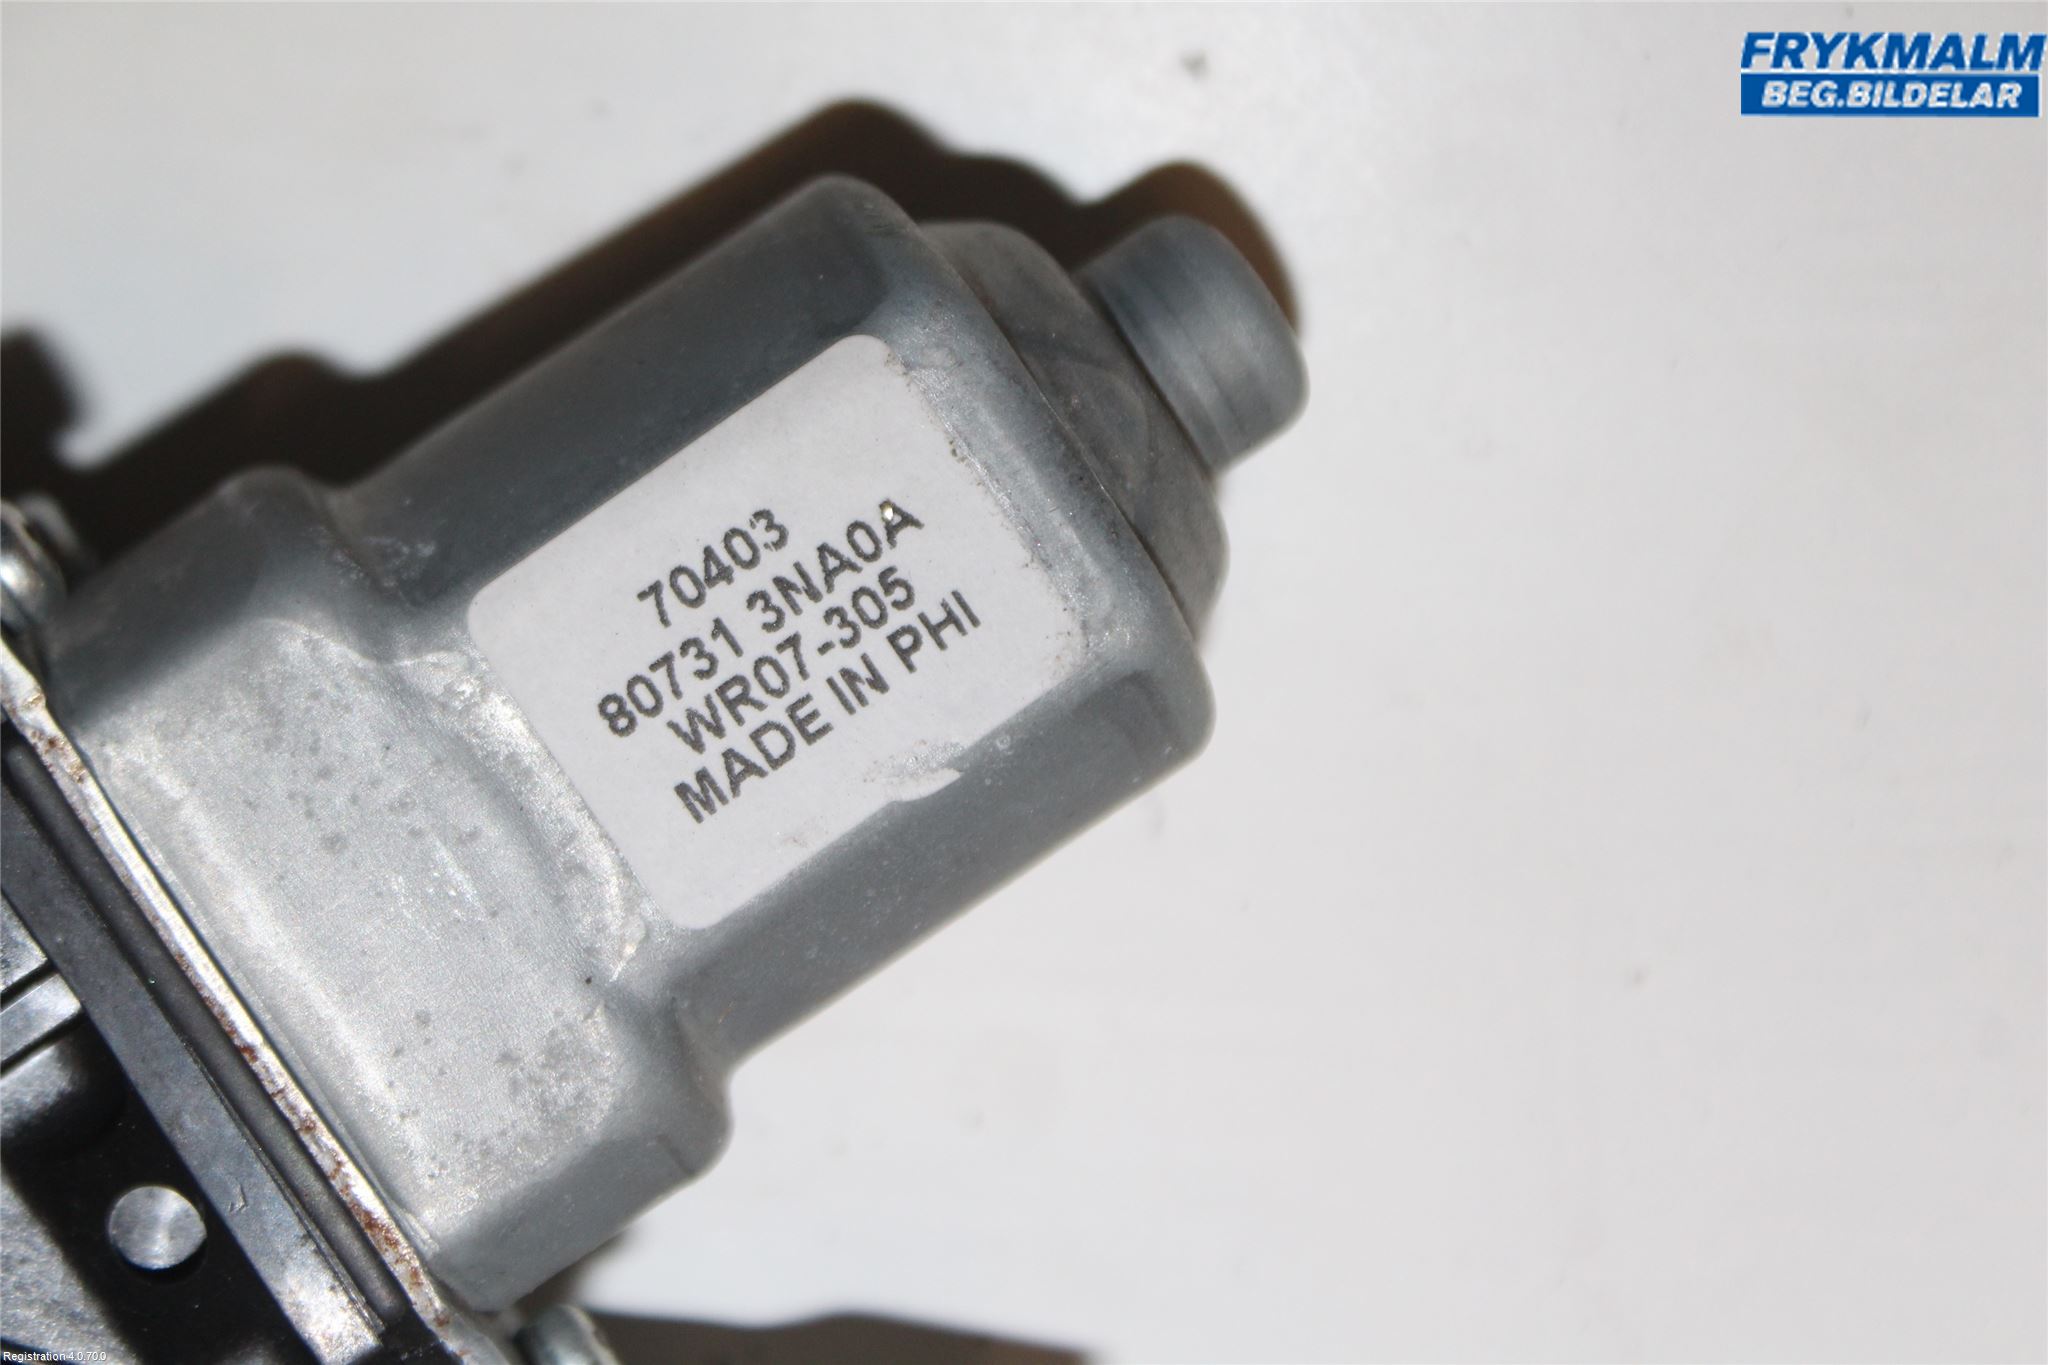 FRYKMALM
BEG.BILDELAR
70403
80731 3NA0A
WR07-305
MADE IN PHI
Registration 4.0.70.0